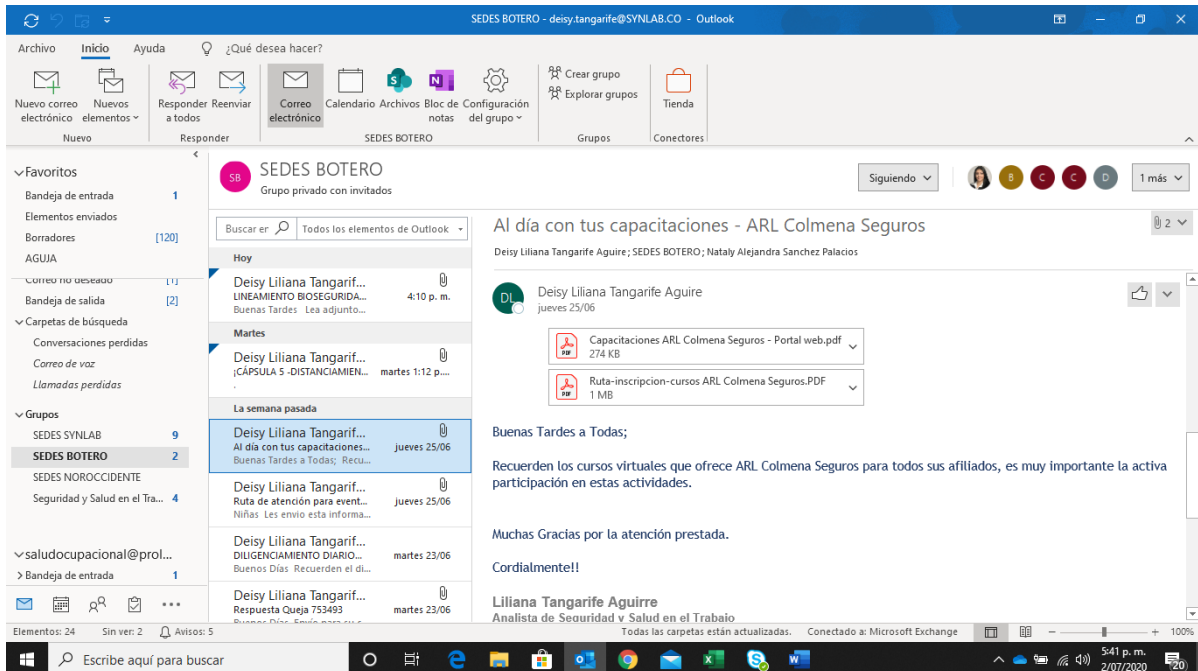 SEDES BOTERO - deisy.tangarife@SYNLAB.CO - Outlook
Archivo Inicio Ayuda ¿Qué desea hacer?
Nuevo correo electrónico
Nuevos elementos
Responder a todos
Reenviar
Correo electrónico
Calendario
Archivos
Bloc de notas
Configuración del grupo
Crear grupo
Explorar grupos
Tienda
Nuevo Responder SEDES BOTERO Grupos Conectores
Favoritos
Bandeja de entrada 1
Elementos enviados
Borradores [120]
AGUJA
Correo no deseado [1]
Bandeja de salida [2]
Carpetas de búsqueda
Conversaciones perdidas
Correo de voz
Llamadas perdidas
Grupos
SEDES SYNLAB 9
SEDES BOTERO 2
SEDES NOROCCIDENTE
Seguridad y Salud en el Tra... 4
saludocupacional@prol...
Bandeja de entrada 1
SB
SEDES BOTERO
Grupo privado con invitados
Siguiendo
B C C D
1 más
Buscar er Todos los elementos de Outlook
Hoy
Deisy Liliana Tangarif...
LINEAMIENTO BIOSEGURIDA... 4:10 p. m.
Buenas Tardes Lea adjunto...
Martes
Deisy Liliana Tangarif...
¡CÁPSULA 5 -DISTANCIAMIEN... martes 1:12 p....
.
La semana pasada
Deisy Liliana Tangarif...
Al día con tus capacitaciones... jueves 25/06
Buenas Tardes a Todas; Recu...
Deisy Liliana Tangarif...
Ruta de atención para event... jueves 25/06
Niñas Les envio esta informa...
Deisy Liliana Tangarif...
DILIGENCIAMIENTO DIARIO... martes 23/06
Buenos Días Recuerden el di...
Deisy Liliana Tangarif...
Respuesta Queja 753493 martes 23/06
Al día con tus capacitaciones - ARL Colmena Seguros
2
Deisy Liliana Tangarife Aguire; SEDES BOTERO; Nataly Alejandra Sanchez Palacios
DL
Deisy Liliana Tangarife Aguire
jueves 25/06
Capacitaciones ARL Colmena Seguros - Portal web.pdf
274 KB
Ruta-inscripcion-cursos ARL Colmena Seguros.PDF
1 MB
Buenas Tardes a Todas;
Recuerden los cursos virtuales que ofrece ARL Colmena Seguros para todos sus afiliados, es muy importante la activa
participación en estas actividades.
Muchas Gracias por la atención prestada.
Cordialmente!!
Liliana Tangarife Aguirre
Analista de Seguridad y Salud en el Trabajo
Elementos: 24 Sin ver: 2 Avisos: 5 Todas las carpetas están actualizadas. Conectado a: Microsoft Exchange 100%
Escribe aquí para buscar
5:41 p. m.
2/07/2020
20